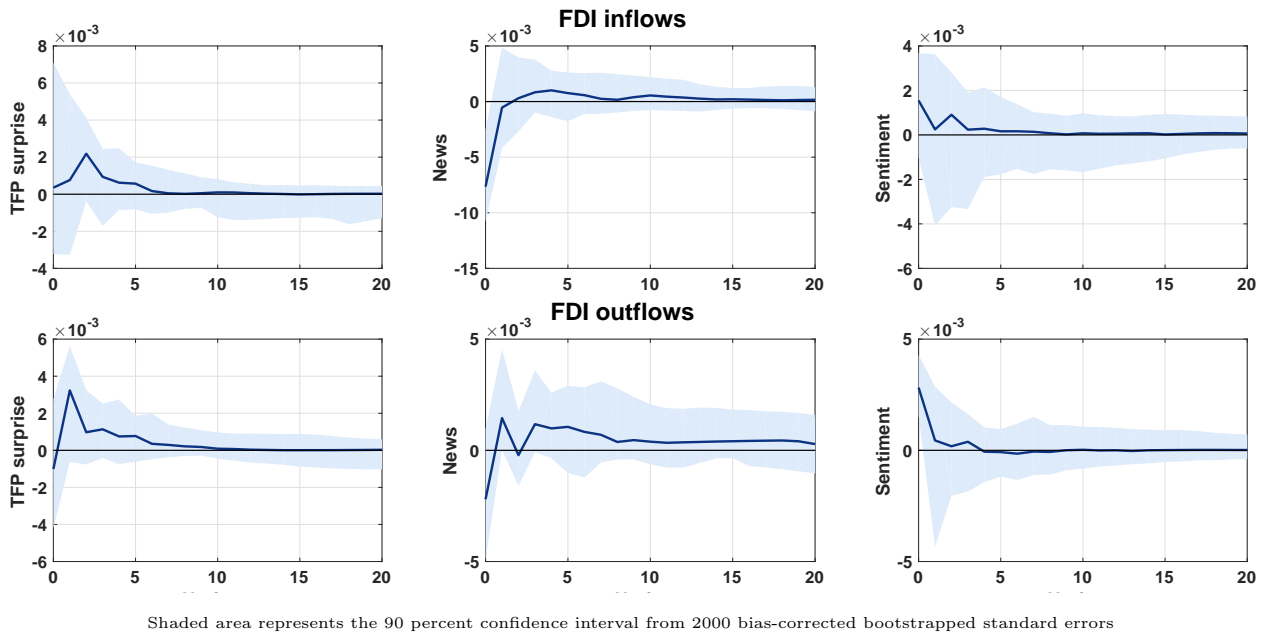 FDI inflows
×10-3
8
6
4
2
0
-2
-4
0 5 10 15 20
TFP surprise
×10-3
5
0
-5
-10
-15
0 5 10 15 20
News
×10-3
4
2
0
-2
-4
-6
0 5 10 15 20
Sentiment
FDI outflows
×10-3
6
4
2
0
-2
-4
-6
0 5 10 15 20
TFP surprise
×10-3
5
0
-5
0 5 10 15 20
News
×10-3
5
0
-5
0 5 10 15 20
Sentiment
Shaded area represents the 90 percent confidence interval from 2000 bias-corrected bootstrapped standard errors